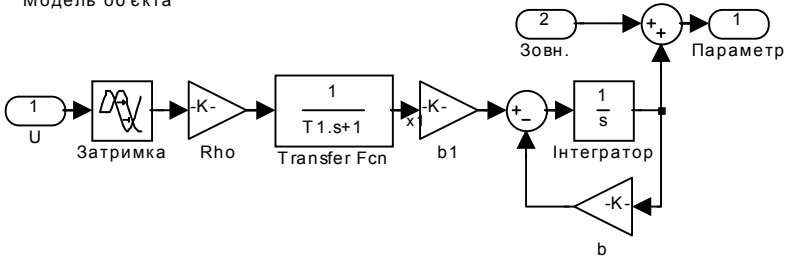 Модель об'єкта
2
Зовн.
1
Параметр
1
U
Затримка
-K-
Rho
1
T1.s+1
Transfer Fcn
-K-
x1
b1
1
s
Інтегратор
-K-
b